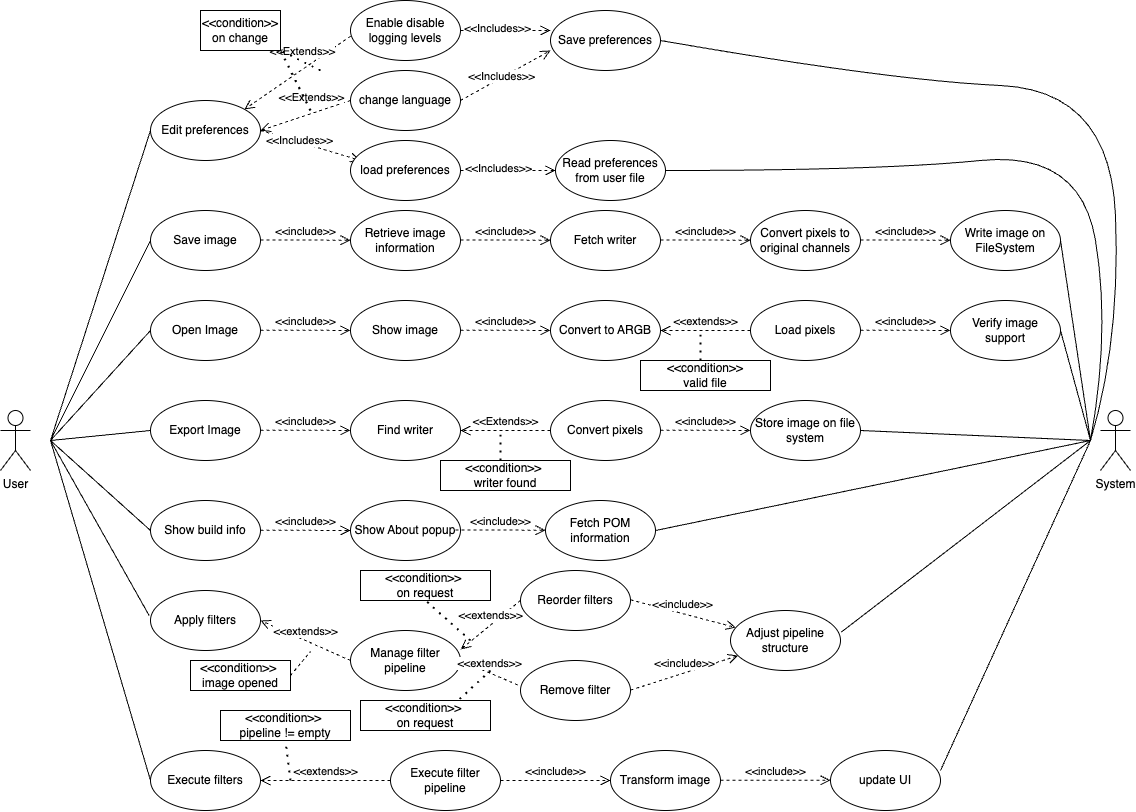 <<condition>>
on change
Enable disable
logging levels
<<Includes>>
Save preferences
<<Extends>>
<<Includes>>
<<Extends>>
change language
Edit preferences
<<Includes>>
load preferences
<<Includes>>
Read preferences
from user file
Save image
<<include>>
Retrieve image
information
<<include>>
Fetch writer
<<include>>
Convert pixels to
original channels
<<include>>
Write image on
FileSystem
Open Image
<<include>>
Show image
<<include>>
Convert to ARGB
<<extends>>
Load pixels
<<include>>
Verify image
support
<<condition>>
valid file
Export Image
<<include>>
Find writer
<<Extends>>
Convert pixels
<<include>>
Store image on file
system
<<condition>>
writer found
User
System
Show build info
<<include>>
Show About popup
<<include>>
Fetch POM
information
<<condition>>
on request
Reorder filters
<<include>>
Apply filters
<<extends>>
<<extends>>
Adjust pipeline
structure
Manage filter
pipeline
<<extends>>
<<include>>
<<condition>>
image opened
Remove filter
<<condition>>
on request
<<condition>>
pipeline != empty
Execute filters
<<extends>>
Execute filter
pipeline
<<include>>
Transform image
<<include>>
update UI